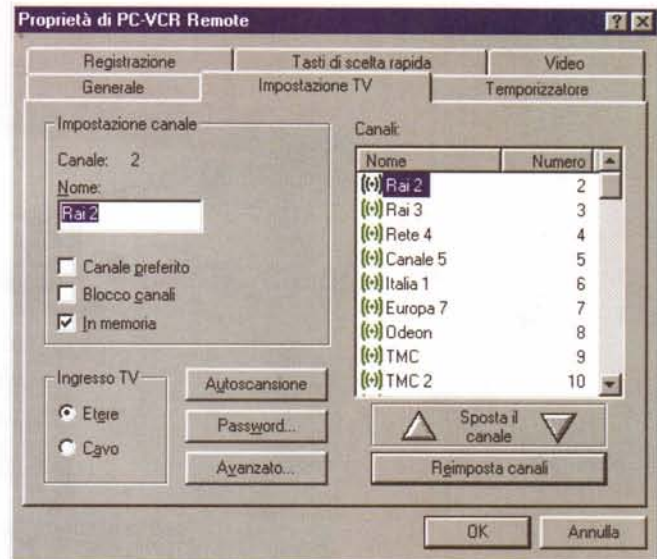 Proprietà di PC-VCR Remote
Registrazione
Tasti di scelta rapida
Video
Generale
Impostazione TV
Temporizzatore
Impostazione canale
Canale: 2
Nome:
Rai 2
Canale preferito
Blocco canali
In memoria
Ingresso TV
Etere
Cavo
Autoscansione
Password...
Avanzato...
Canali:
Nome Numero
Rai 2 2
Rai 3 3
Rete 4 4
Canale 5 5
Italia 1 6
Europa 7 7
Odeon 8
TMC 9
TMC 2 10
Sposta il
canale
Reimposta canali
OK
Annulla